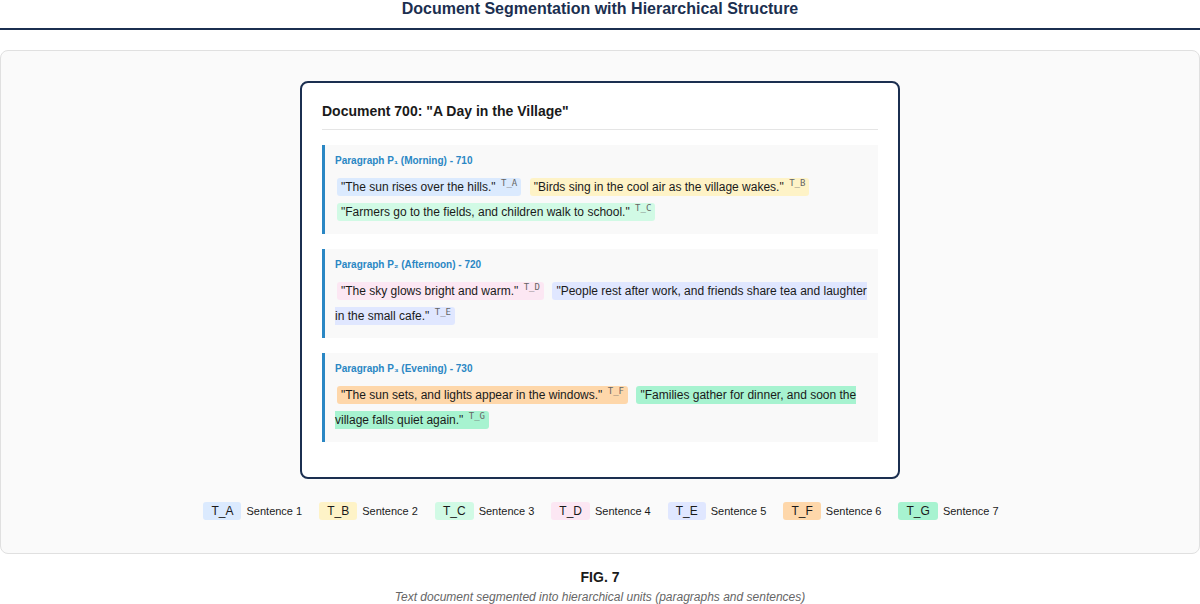 Document Segmentation with Hierarchical Structure
Document 700: "A Day in the Village"
Paragraph P₁ (Morning) - 710
"The sun rises over the hills." T_A "Birds sing in the cool air as the village wakes." T_B
"Farmers go to the fields, and children walk to school." T_C
Paragraph P₂ (Afternoon) - 720
"The sky glows bright and warm." T_D "People rest after work, and friends share tea and laughter
in the small cafe." T_E
Paragraph P₃ (Evening) - 730
"The sun sets, and lights appear in the windows." T_F "Families gather for dinner, and soon the
village falls quiet again." T_G
T_A Sentence 1 T_B Sentence 2 T_C Sentence 3 T_D Sentence 4 T_E Sentence 5 T_F Sentence 6 T_G Sentence 7
FIG. 7
Text document segmented into hierarchical units (paragraphs and sentences)